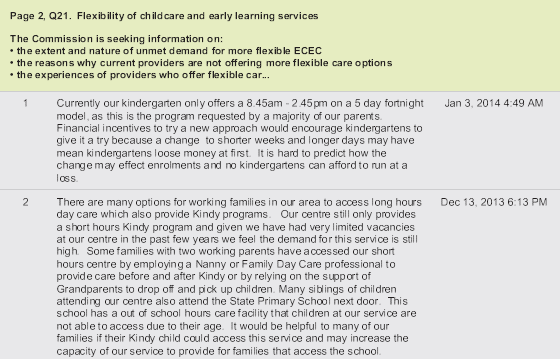 Page 2, Q21. Flexibility of childcare and early learning services
The Commission is seeking information on:
• the extent and nature of unmet demand for more flexible ECEC
• the reasons why current providers are not offering more flexible care options
• the experiences of providers who offer flexible car...
1 Currently our kindergarten only offers a 8.45am - 2.45pm on a 5 day fortnight Jan 3, 2014 4:49 AM
model, as this is the program requested by a majority of our parents.
Financial incentives to try a new approach would encourage kindergartens to
give it a try because a change to shorter weeks and longer days may have
mean kindergartens loose money at first. It is hard to predict how the
change may effect enrolments and no kindergartens can afford to run at a
loss.
2 There are many options for working families in our area to access long hours Dec 13, 2013 6:13 PM
day care which also provide Kindy programs. Our centre still only provides
a short hours Kindy program and given we have had very limited vacancies
at our centre in the past few years we feel the demand for this service is still
high. Some families with two working parents have accessed our short
hours centre by employing a Nanny or Family Day Care professional to
provide care before and after Kindy or by relying on the support of
Grandparents to drop off and pick up children. Many siblings of children
attending our centre also attend the State Primary School next door. This
school has a out of school hours care facility that children at our service are
not able to access due to their age. It would be helpful to many of our
families if their Kindy child could access this service and may increase the
capacity of our service to provide for families that access the school.